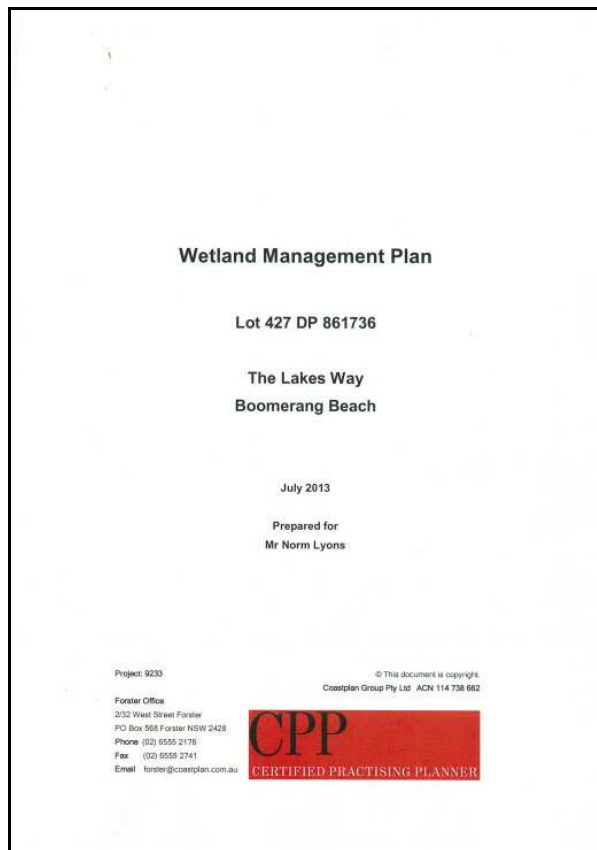 Wetland Management Plan
Lot 427 DP 861736
The Lakes Way
Boomerang Beach
July 2013
Prepared for
Mr Norm Lyons
Project: 9233
© This document is copyright.
Coastplan Group Pty Ltd ACN 114 738 662
Forster Office
2/32 West Street Forster
PO Box 568 Forster NSW 2428
Phone (02) 6555 2178
Fax (02) 6555 2741
Email forster@coastplan.com.au
CPP
CERTIFIED PRACTISING PLANNER